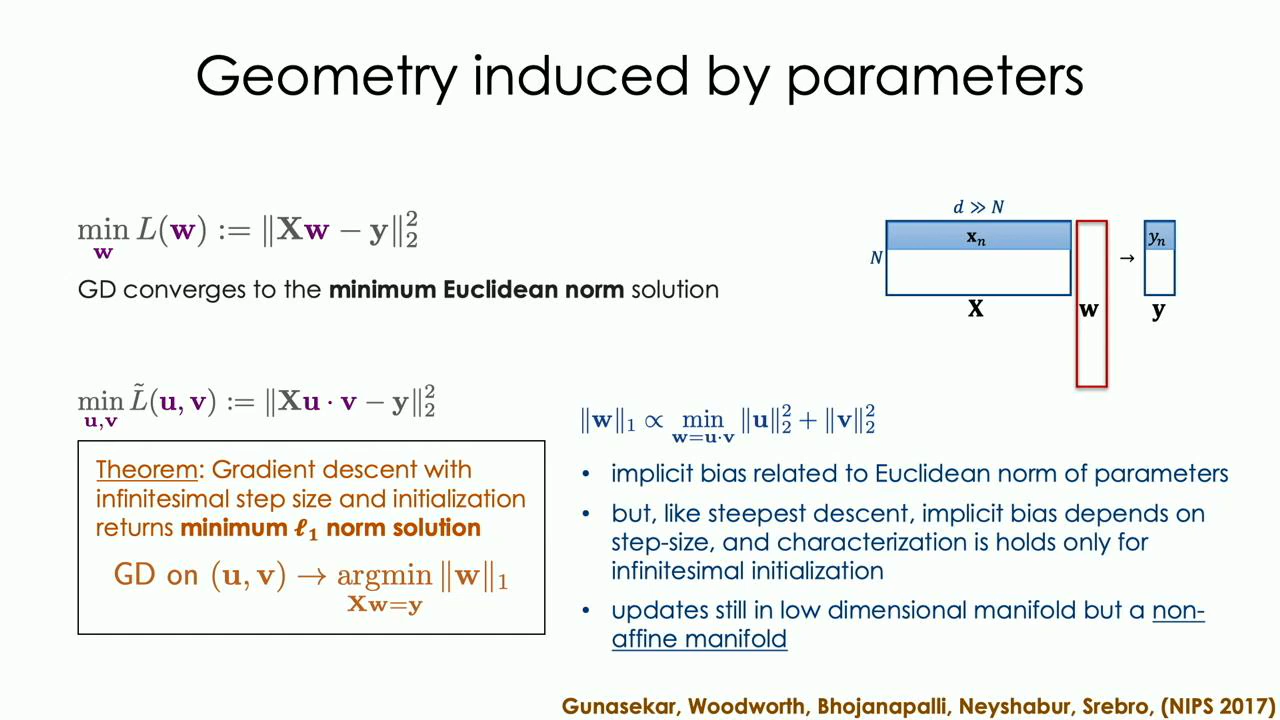 Geometry induced by parameters
min_w L(w) := ‖Xw − y‖₂²
GD converges to the minimum Euclidean norm solution
d ≫ N
x_n
y_n
N
→
X
w
y
min_{u,v} L̃(u, v) := ‖Xu · v − y‖₂²
Theorem: Gradient descent with
infinitesimal step size and initialization
returns minimum ℓ₁ norm solution
GD on (u, v) → argmin_{Xw=y} ‖w‖₁
‖w‖₁ ∝ min_{w=u·v} ‖u‖₂² + ‖v‖₂²
• implicit bias related to Euclidean norm of parameters
• but, like steepest descent, implicit bias depends on
step-size, and characterization is holds only for
infinitesimal initialization
• updates still in low dimensional manifold but a non-
affine manifold
Gunasekar, Woodworth, Bhojanapalli, Neyshabur, Srebro, (NIPS 2017)